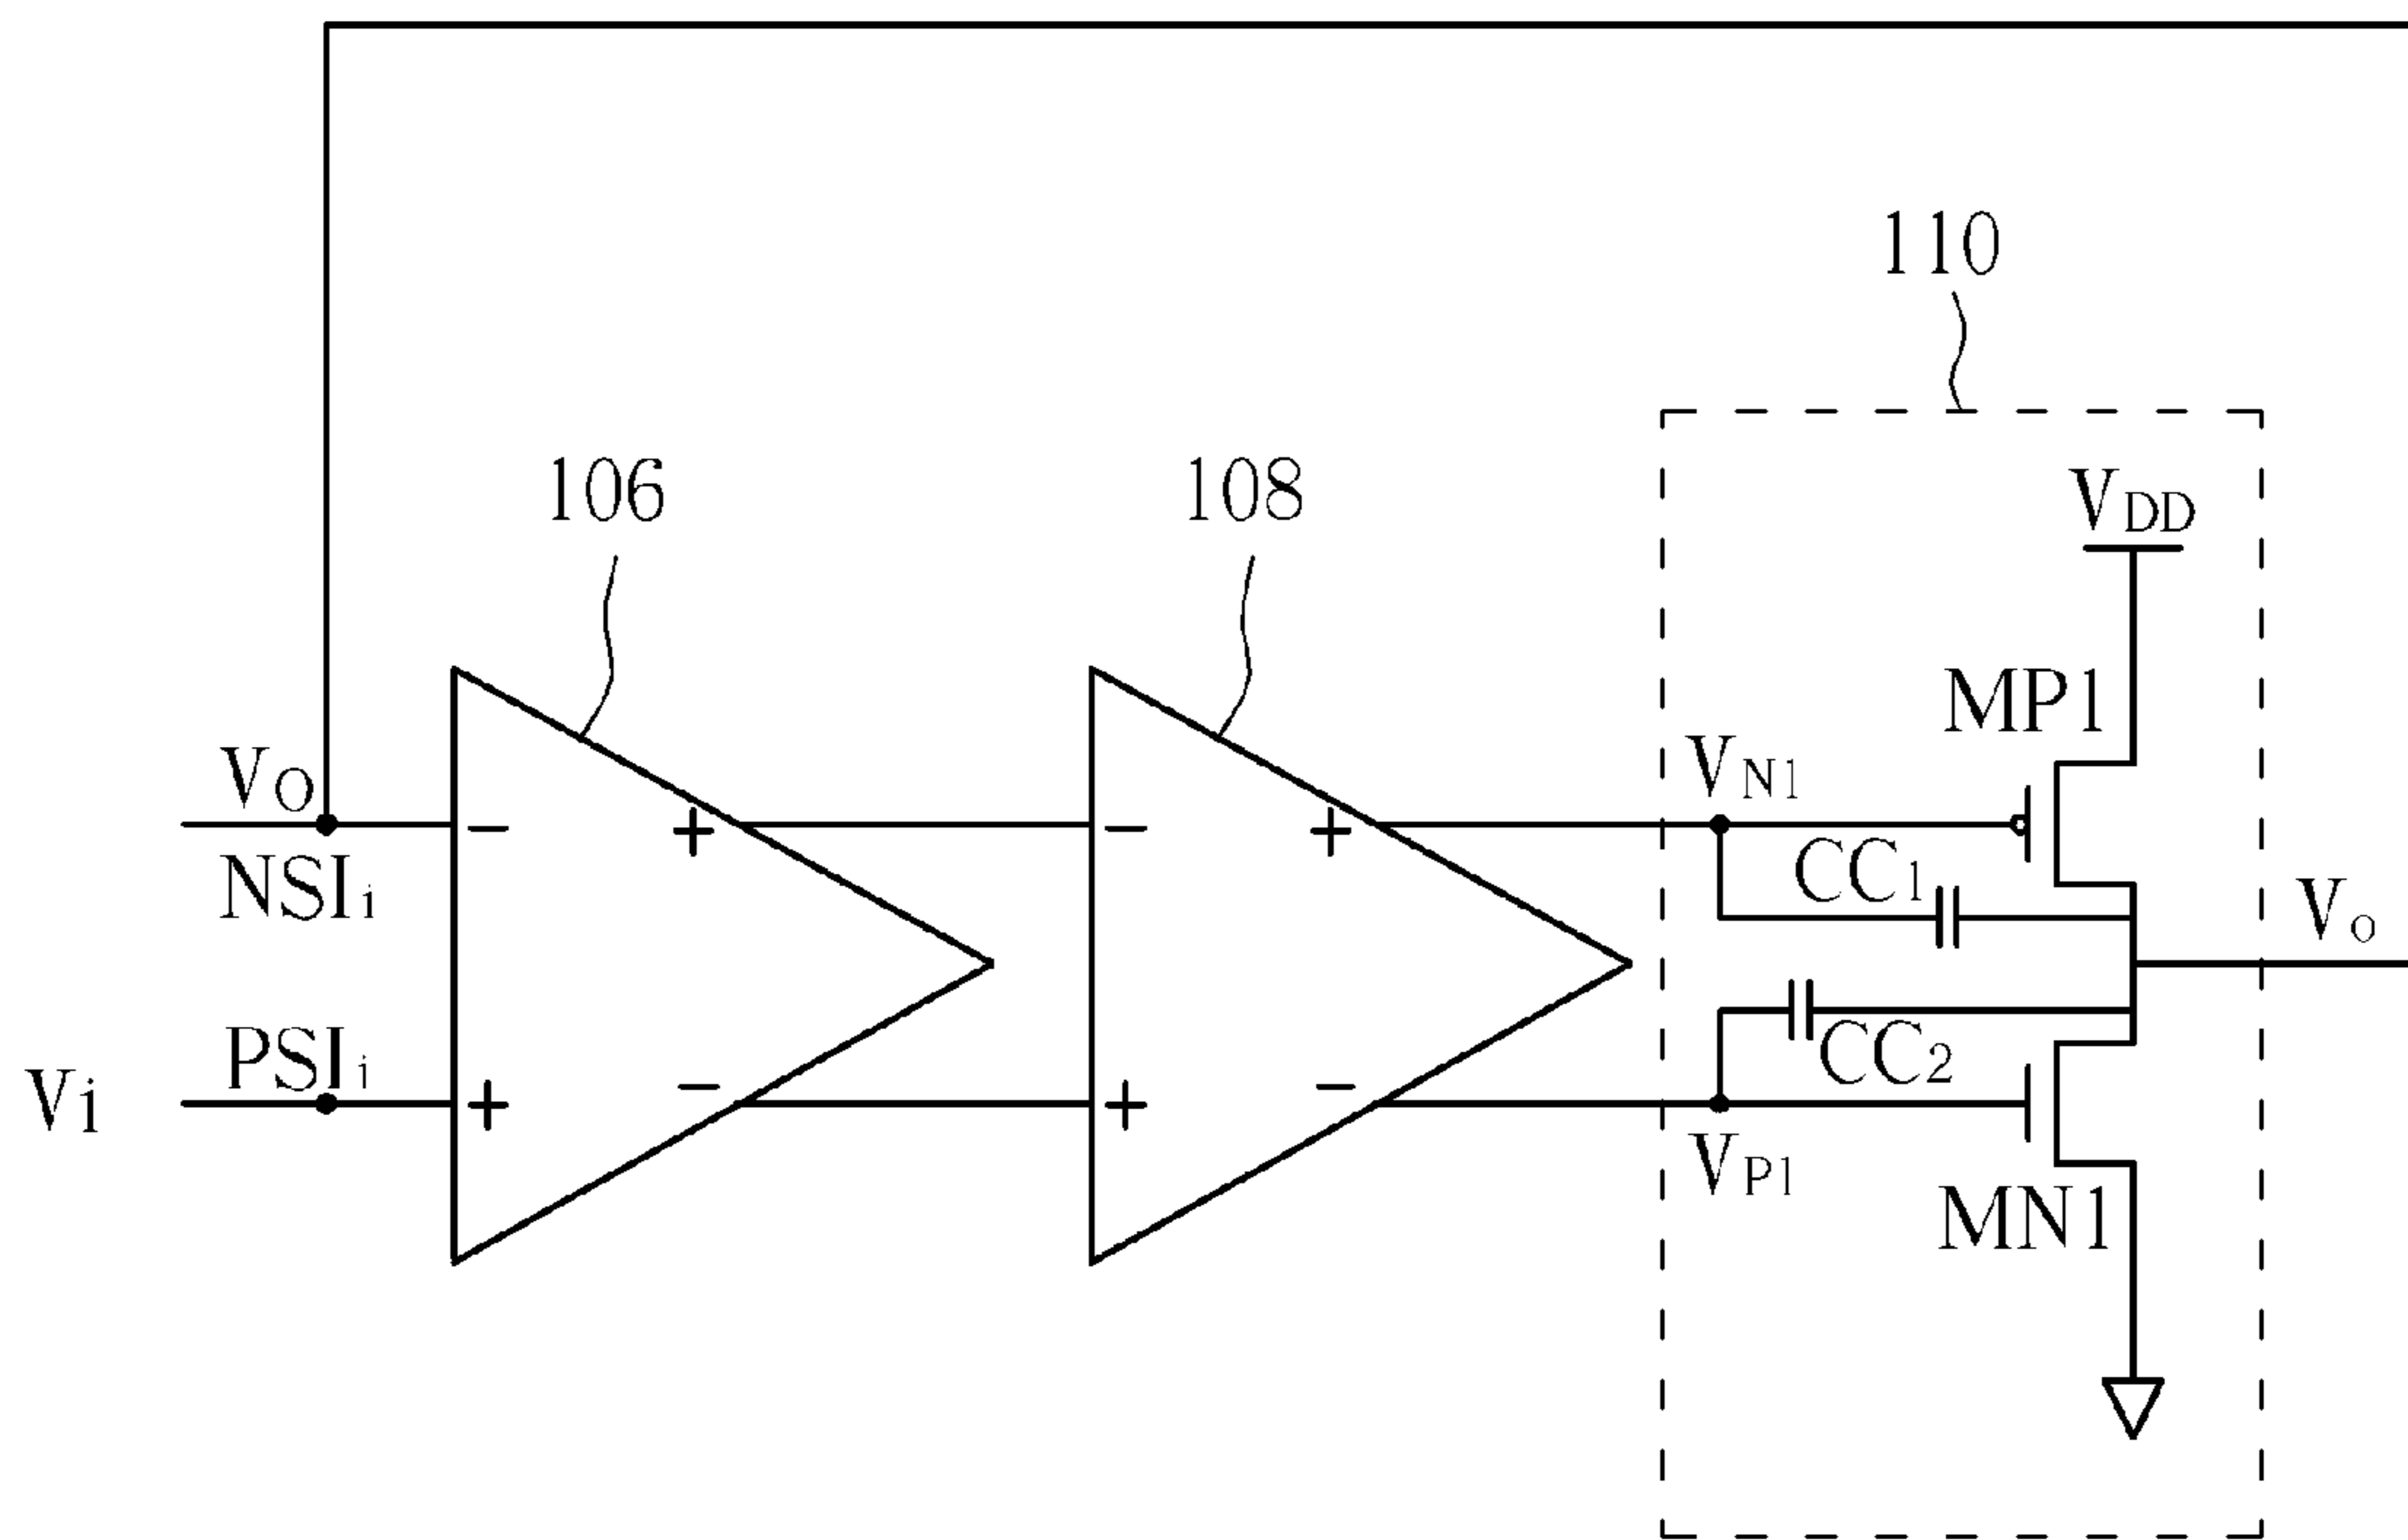 110
106
108
VDD
MP1
VO
VN1
NSIi
CC1
Vo
PSIi
CC2
Vi
VP1
MN1
− + − +
+ − + −